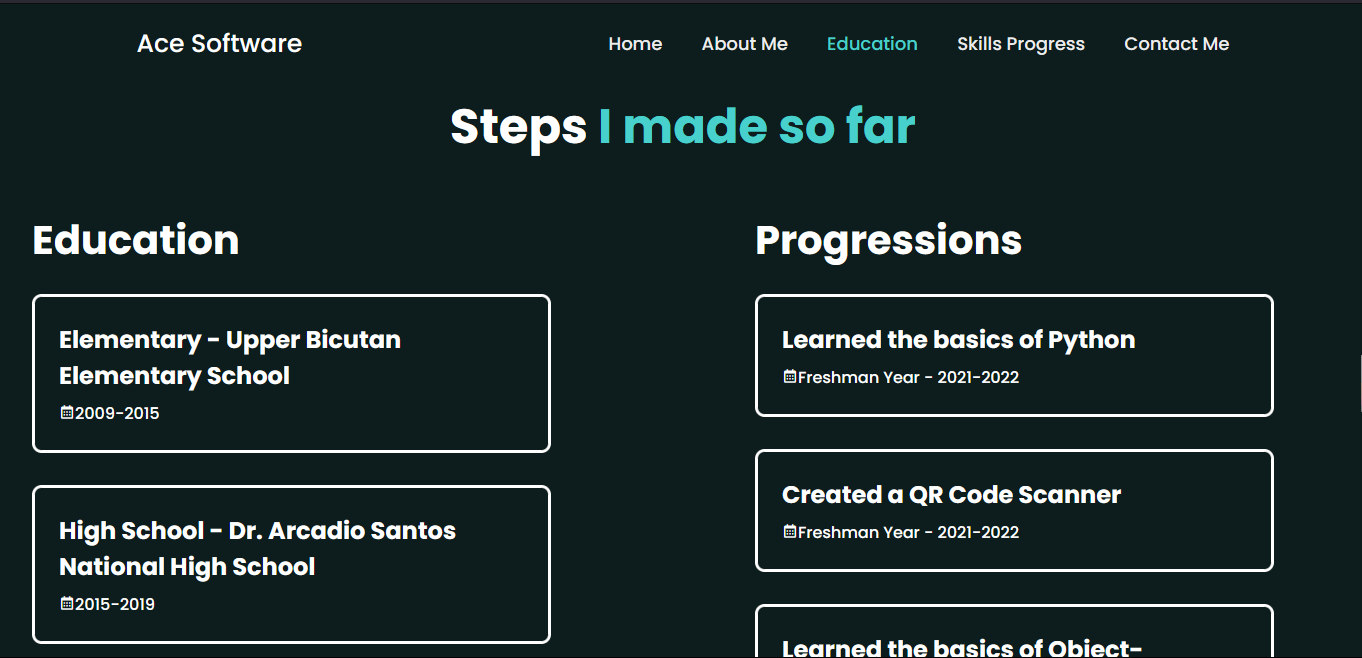 Ace Software
Home
About Me
Education
Skills Progress
Contact Me
Steps I made so far
Education
Elementary - Upper Bicutan
Elementary School
2009-2015
High School - Dr. Arcadio Santos
National High School
2015-2019
Progressions
Learned the basics of Python
Freshman Year - 2021-2022
Created a QR Code Scanner
Freshman Year - 2021-2022
Learned the basics of Object-